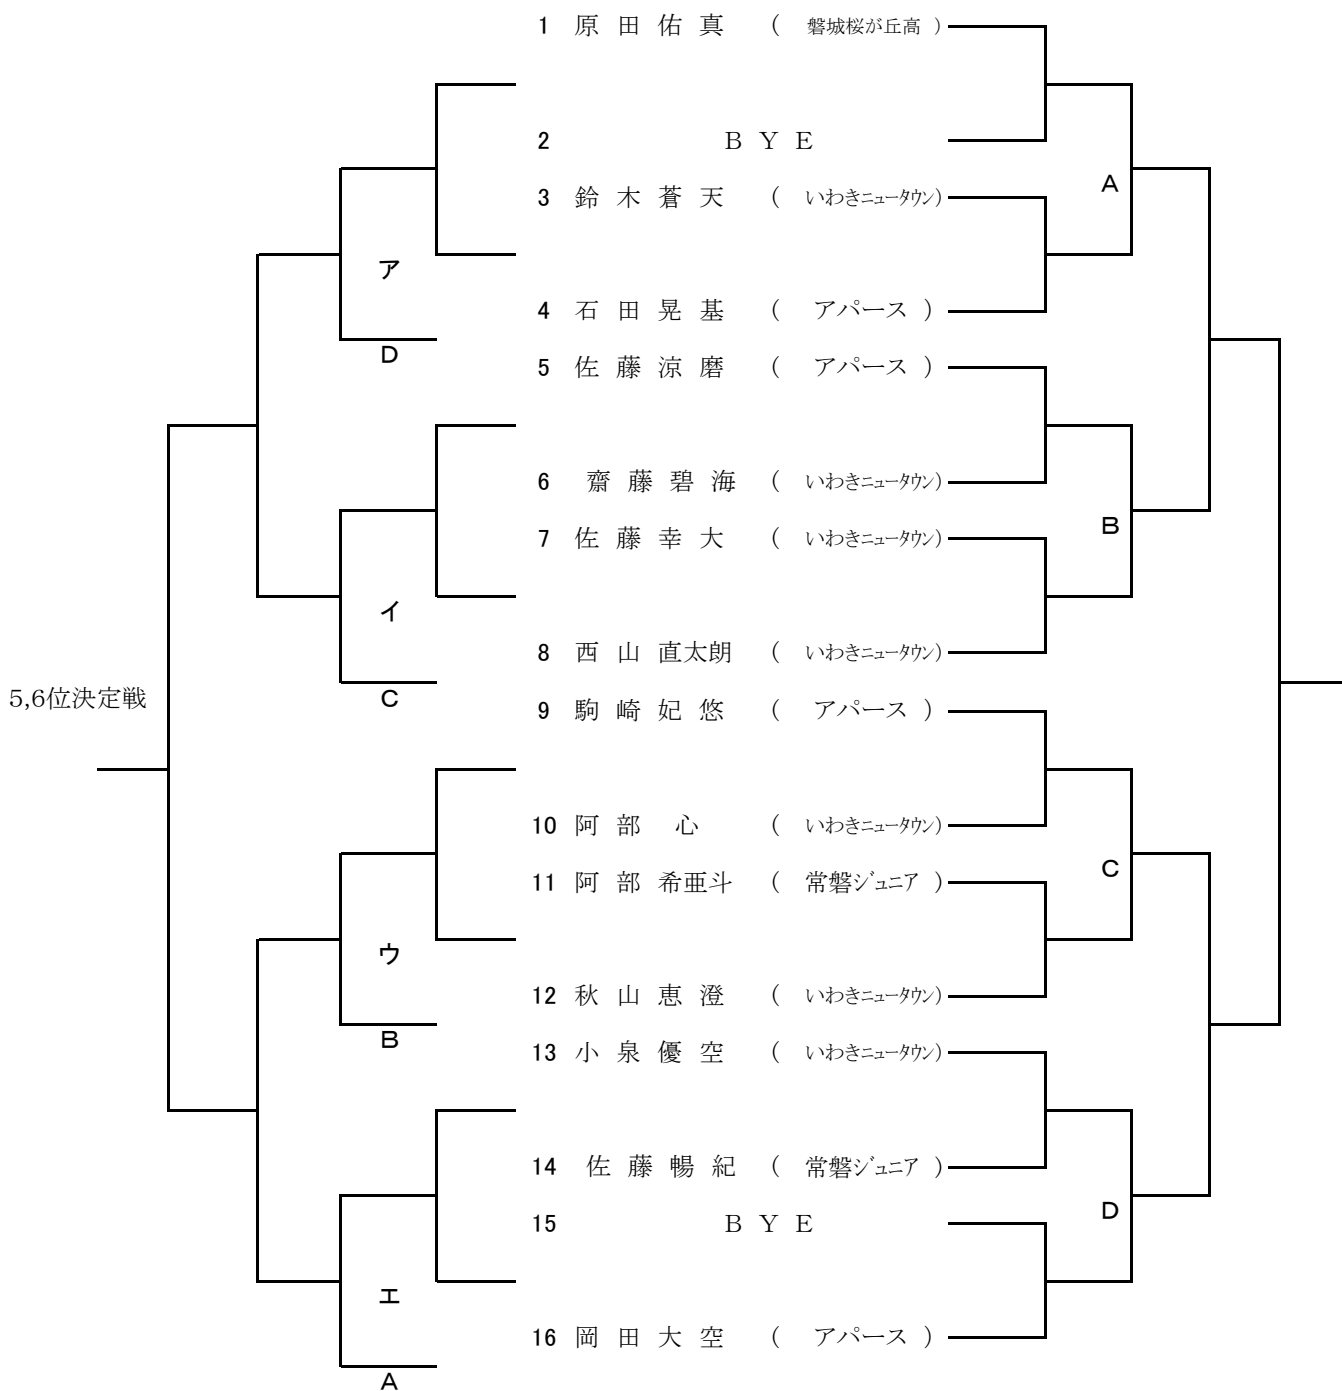 1 原田佑真 ( 磐城桜が丘高 )
2 BYE
A
3 鈴木蒼天 ( いわきニュータウン)
ア
4 石田晃基 ( アパース )
D
5 佐藤涼磨 ( アパース )
6 齋藤碧海 ( いわきニュータウン)
B
7 佐藤幸大 ( いわきニュータウン)
イ
8 西山直太朗 ( いわきニュータウン)
C
5,6位決定戦
9 駒崎妃悠 ( アパース )
10 阿部 心 ( いわきニュータウン)
C
11 阿部希亜斗 ( 常磐ジュニア )
ウ
12 秋山恵澄 ( いわきニュータウン)
B
13 小泉優空 ( いわきニュータウン)
14 佐藤暢紀 ( 常磐ジュニア )
D
15 BYE
エ
16 岡田大空 ( アパース )
A